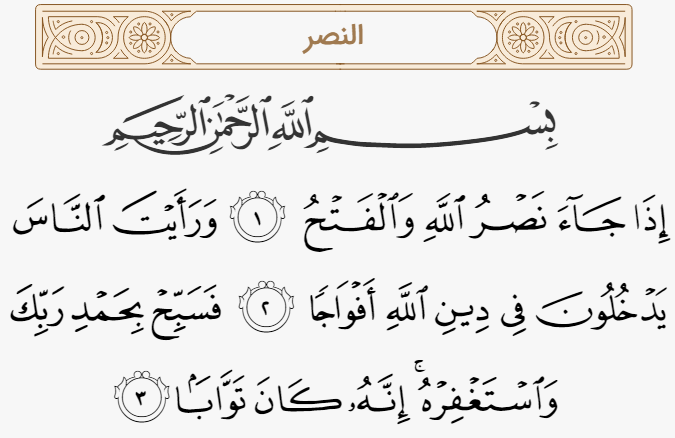 النصر
بِسْمِ ٱللَّهِ ٱلرَّحْمَٰنِ ٱلرَّحِيمِ
إِذَا جَآءَ نَصْرُ ٱللَّهِ وَٱلْفَتْحُ ١ وَرَأَيْتَ ٱلنَّاسَ
يَدْخُلُونَ فِى دِينِ ٱللَّهِ أَفْوَاجًا ٢ فَسَبِّحْ بِحَمْدِ رَبِّكَ
وَٱسْتَغْفِرْهُ ۚ إِنَّهُۥ كَانَ تَوَّابَۢا ٣